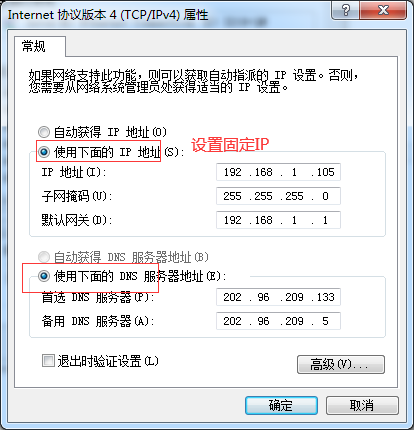 Internet 协议版本 4 (TCP/IPv4) 属性
常规
如果网络支持此功能，则可以获取自动指派的 IP 设置。否则，
您需要从网络系统管理员处获得适当的 IP 设置。
自动获得 IP 地址(O)
使用下面的 IP 地址(S): 设置固定IP
IP 地址(I): 192 .168 . 1 .105
子网掩码(U): 255 .255 .255 . 0
默认网关(D): 192 .168 . 1 . 1
自动获得 DNS 服务器地址(B)
使用下面的 DNS 服务器地址(E):
首选 DNS 服务器(P): 202 . 96 .209 .133
备用 DNS 服务器(A): 202 . 96 .209 . 5
退出时验证设置(L)
高级(V)...
确定 取消